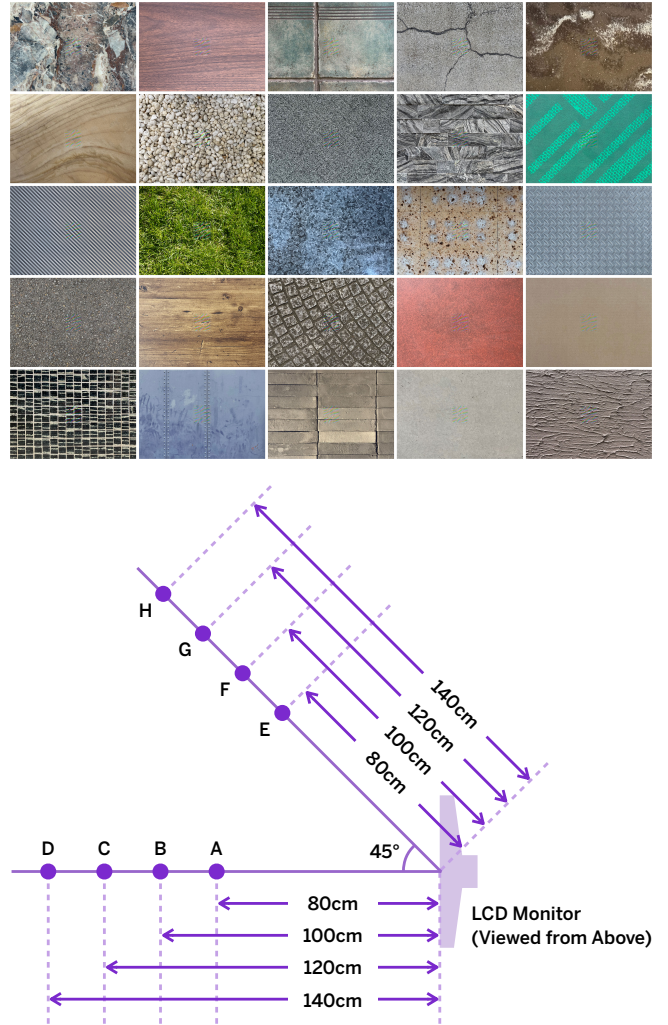 H
G
F
E
140cm
120cm
100cm
80cm
D
C
B
A
45°
80cm
100cm
120cm
140cm
LCD Monitor
(Viewed from Above)